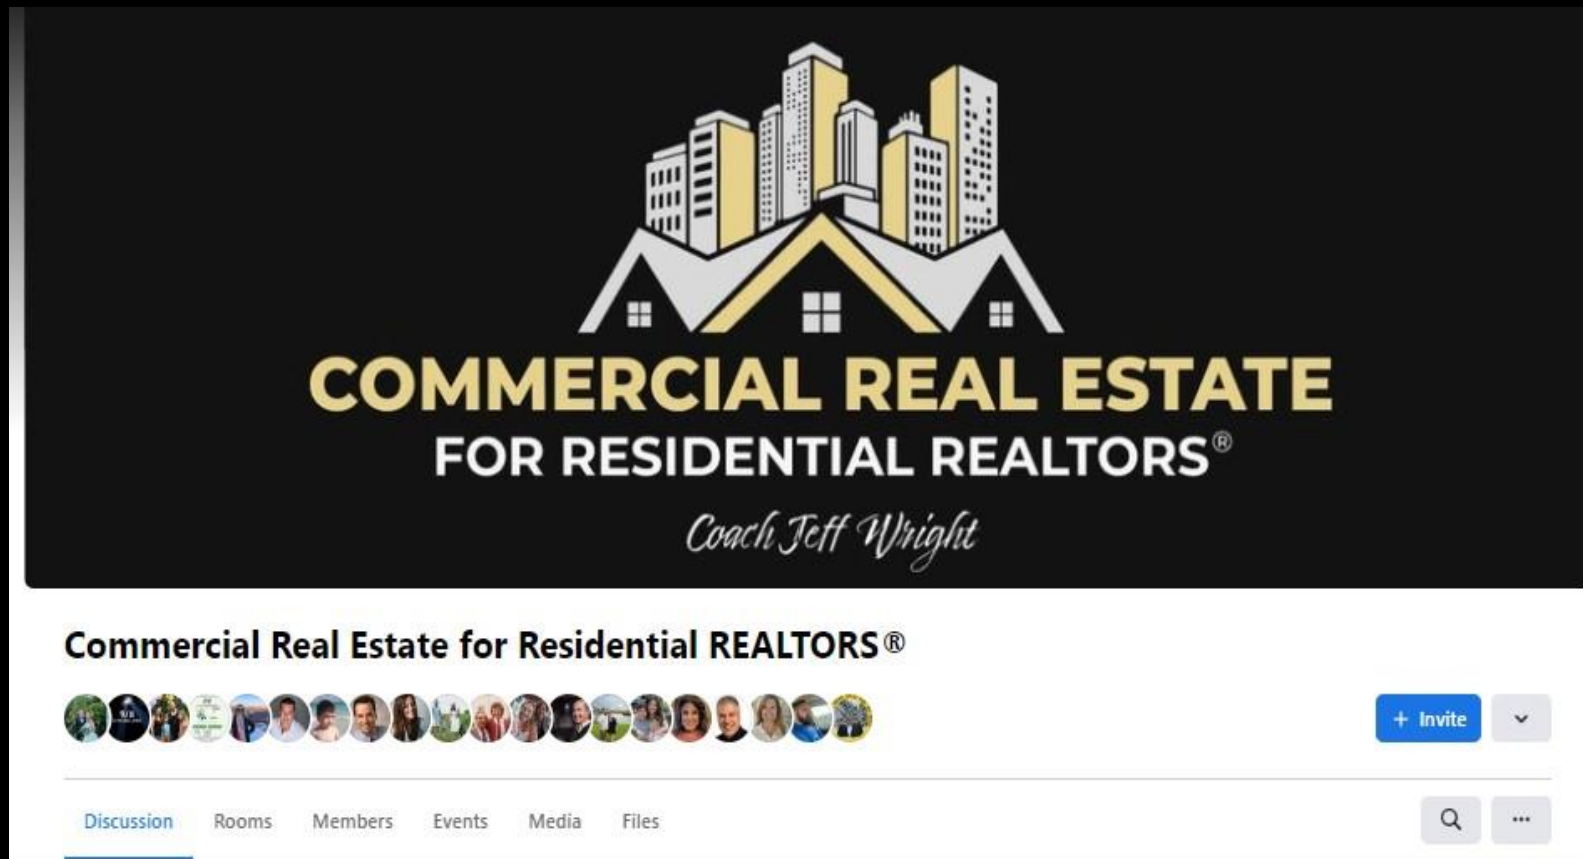 COMMERCIAL REAL ESTATE
FOR RESIDENTIAL REALTORS®
Coach Jeff Wright
Commercial Real Estate for Residential REALTORS®
+ Invite
Discussion Rooms Members Events Media Files